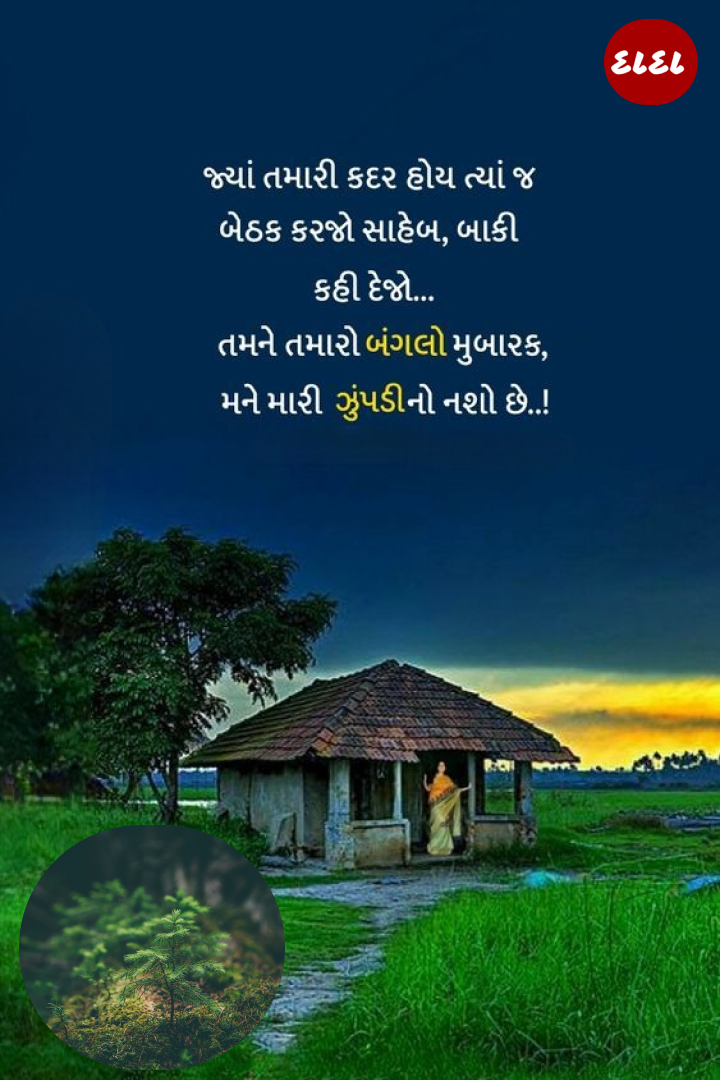 દાદા
જ્યાં તમારી કદર હોય ત્યાં જ
બેઠક કરજો સાહેબ, બાકી
કહી દેજો...
તમને તમારો બંગલો મુબારક,
મને મારી ઝુંપડીનો નશો છે..!